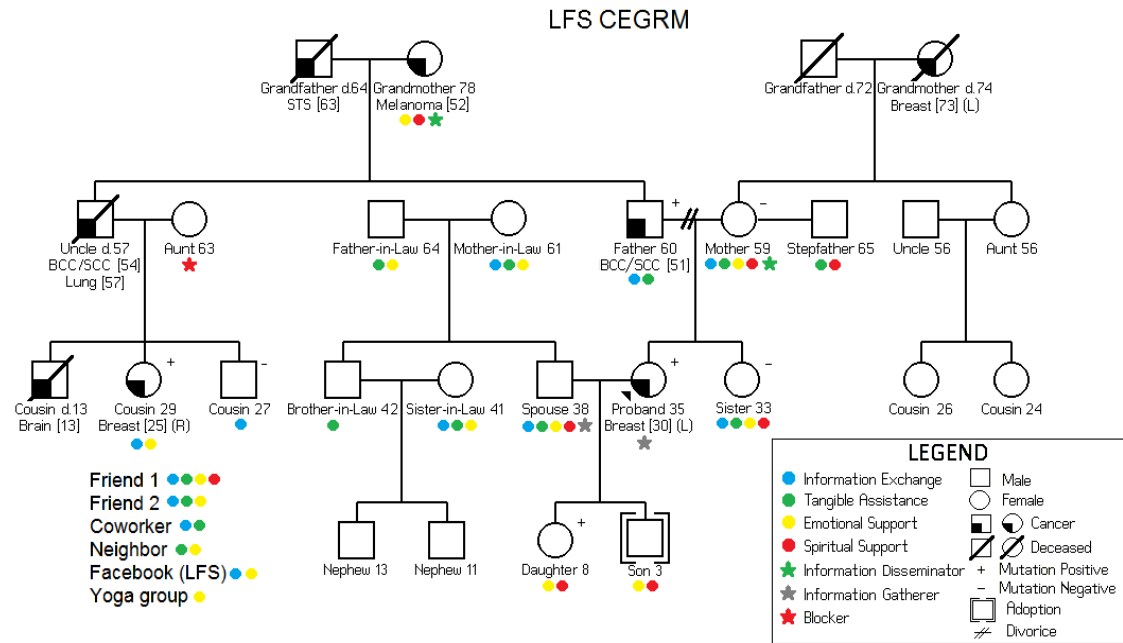 LFS CEGRM
Grandfather d.64
STS [63]
Grandmother 78
Melanoma [52]
Grandfather d.72
Grandmother d.74
Breast [73] (L)
Uncle d.57
BCC/SCC [54]
Lung [57]
Aunt 63
Father-in-Law 64
Mother-in-Law 61
+
Father 60
BCC/SCC [51]
-
Mother 59
Stepfather 65
Uncle 56
Aunt 56
Cousin d.13
Brain [13]
+
Cousin 29
Breast [25] (R)
-
Cousin 27
Brother-in-Law 42
Sister-in-Law 41
Spouse 38
+
Proband 35
Breast [30] (L)
-
Sister 33
Cousin 26
Cousin 24
Friend 1
Friend 2
Coworker
Neighbor
Facebook (LFS)
Yoga group
Nephew 13
Nephew 11
+
Daughter 8
Son 3
LEGEND
Information Exchange
Tangible Assistance
Emotional Support
Spiritual Support
Information Disseminator
Information Gatherer
Blocker
Male
Female
Cancer
Deceased
+ Mutation Positive
- Mutation Negative
Adoption
Divorice